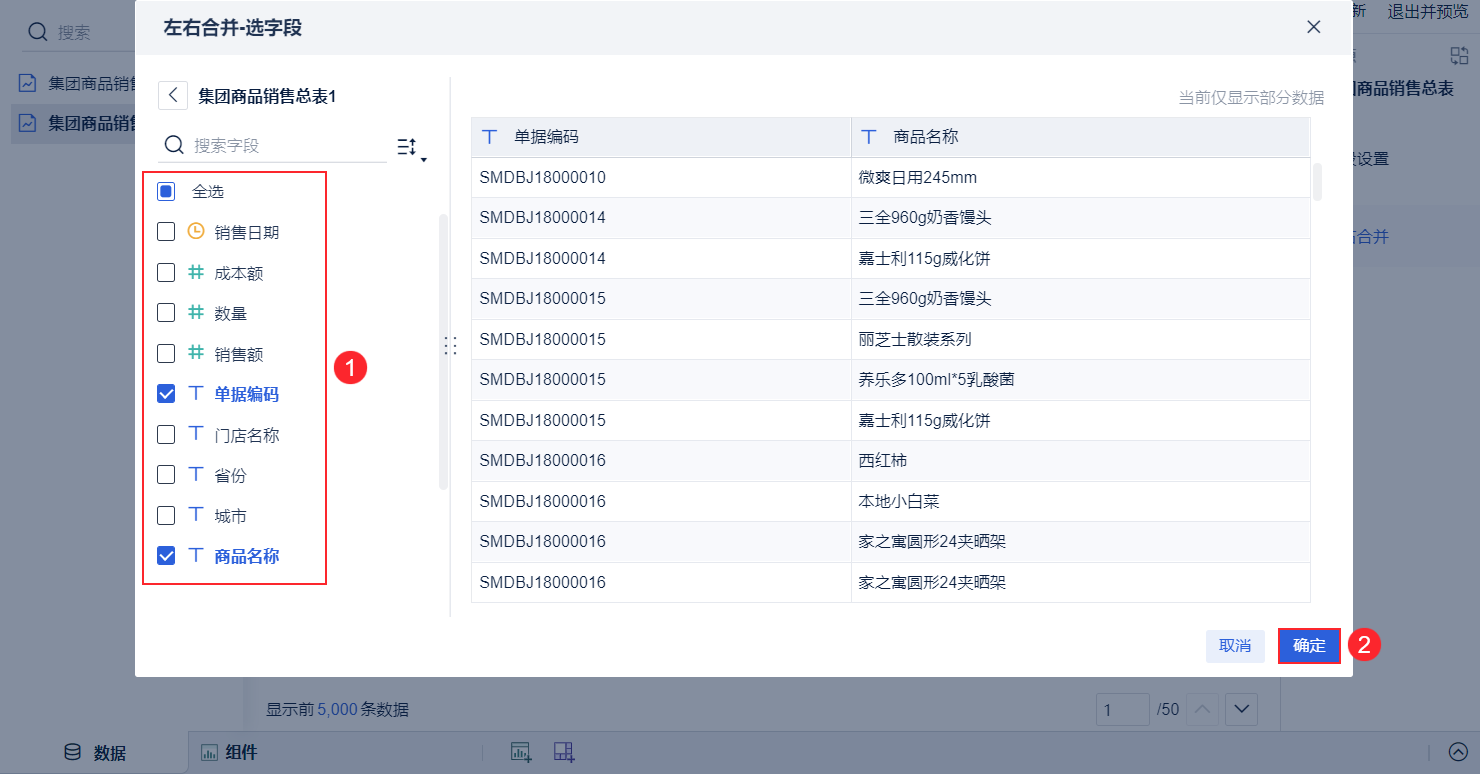 左右合并-选字段
新
退出并预览
搜索
集团商品销售
集团商品销售
商品销售总表
设置
右合并
集团商品销售总表1
搜索字段
全选
销售日期
成本额
数量
销售额
单据编码
门店名称
省份
城市
商品名称
1
当前仅显示部分数据
单据编码 商品名称
SMDBJ18000010 微爽日用245mm
SMDBJ18000014 三全960g奶香馒头
SMDBJ18000014 嘉士利115g威化饼
SMDBJ18000015 三全960g奶香馒头
SMDBJ18000015 丽芝士散装系列
SMDBJ18000015 养乐多100ml*5乳酸菌
SMDBJ18000015 嘉士利115g威化饼
SMDBJ18000016 西红柿
SMDBJ18000016 本地小白菜
SMDBJ18000016 家之寓圆形24夹晒架
SMDBJ18000016 家之寓圆形24夹晒架
取消 确定 2
显示前 5,000 条数据
1 /50
数据 组件